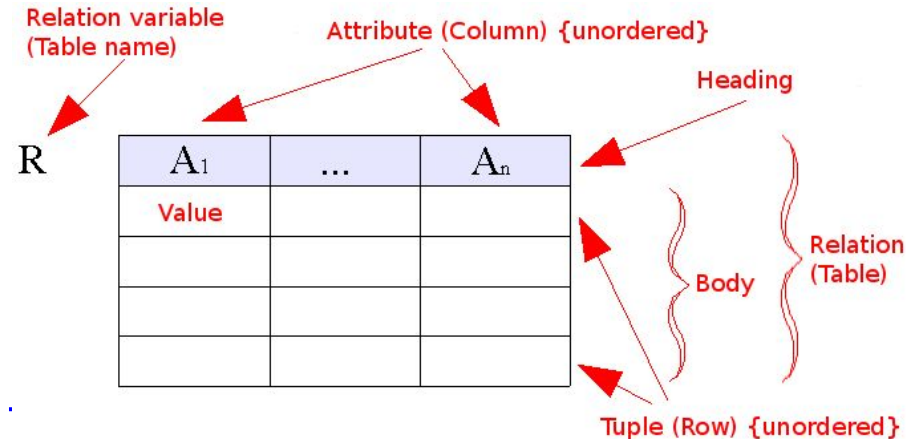 Relation variable
(Table name)
Attribute (Column) {unordered}
Heading
R
A1 ... An
Value
Body
Relation
(Table)
Tuple (Row) {unordered}